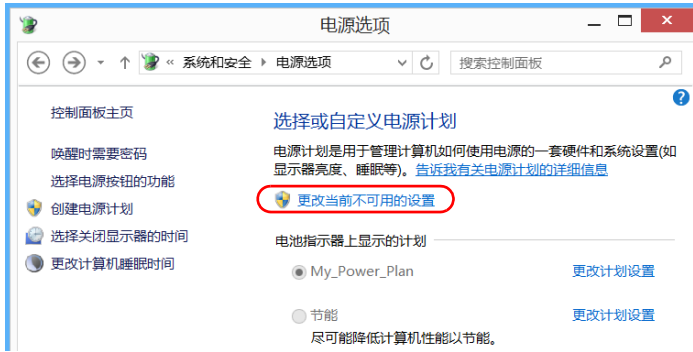 电源选项
« 系统和安全 ▸ 电源选项
搜索控制面板
控制面板主页
唤醒时需要密码
选择电源按钮的功能
创建电源计划
选择关闭显示器的时间
更改计算机睡眠时间
选择或自定义电源计划
电源计划是用于管理计算机如何使用电源的一套硬件和系统设置(如
显示器亮度、睡眠等)。告诉我有关电源计划的详细信息
更改当前不可用的设置
电池指示器上显示的计划
My_Power_Plan 更改计划设置
节能 更改计划设置
尽可能降低计算机性能以节能。